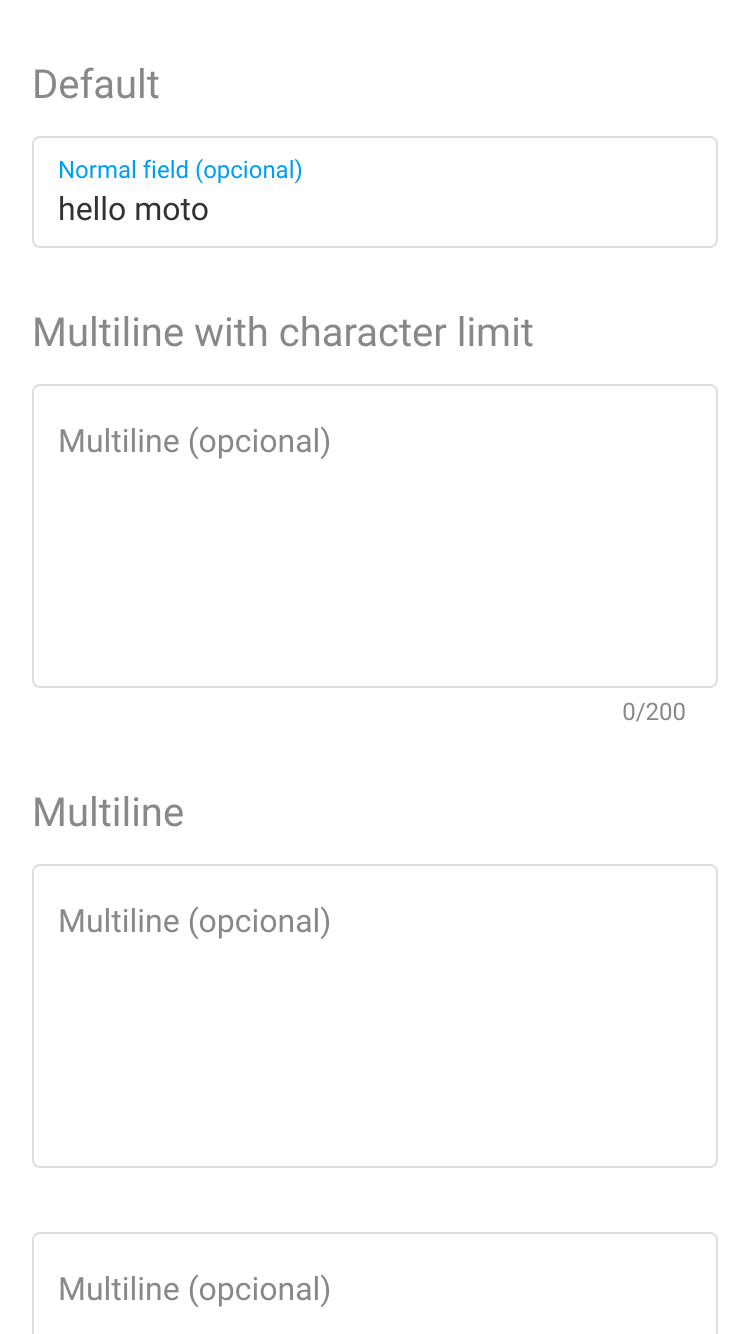 Default
Normal field (opcional)
hello moto
Multiline with character limit
Multiline (opcional)
0/200
Multiline
Multiline (opcional)
Multiline (opcional)